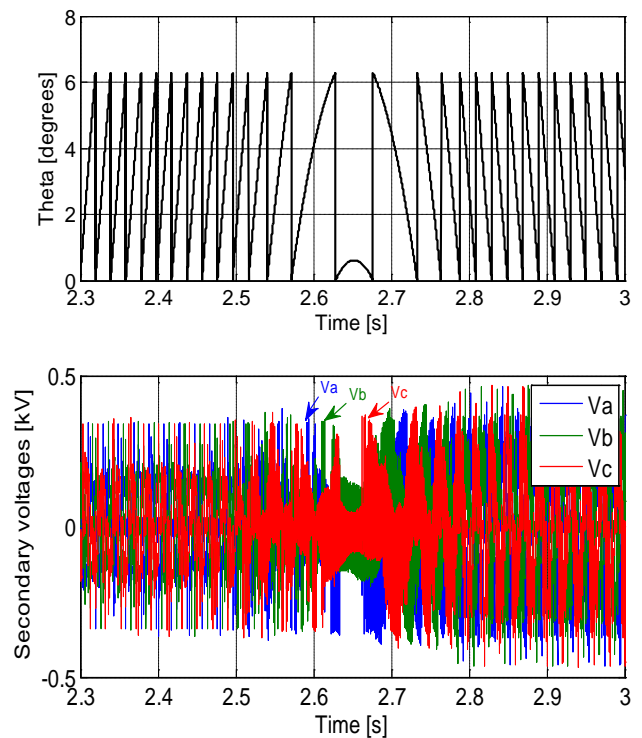 8
6
4
2
0
Theta [degrees]
2.3 2.4 2.5 2.6 2.7 2.8 2.9 3
Time [s]
0.5
0
-0.5
Secondary voltages [kV]
Va
Vb
Vc
Va
Vb
Vc
2.3 2.4 2.5 2.6 2.7 2.8 2.9 3
Time [s]